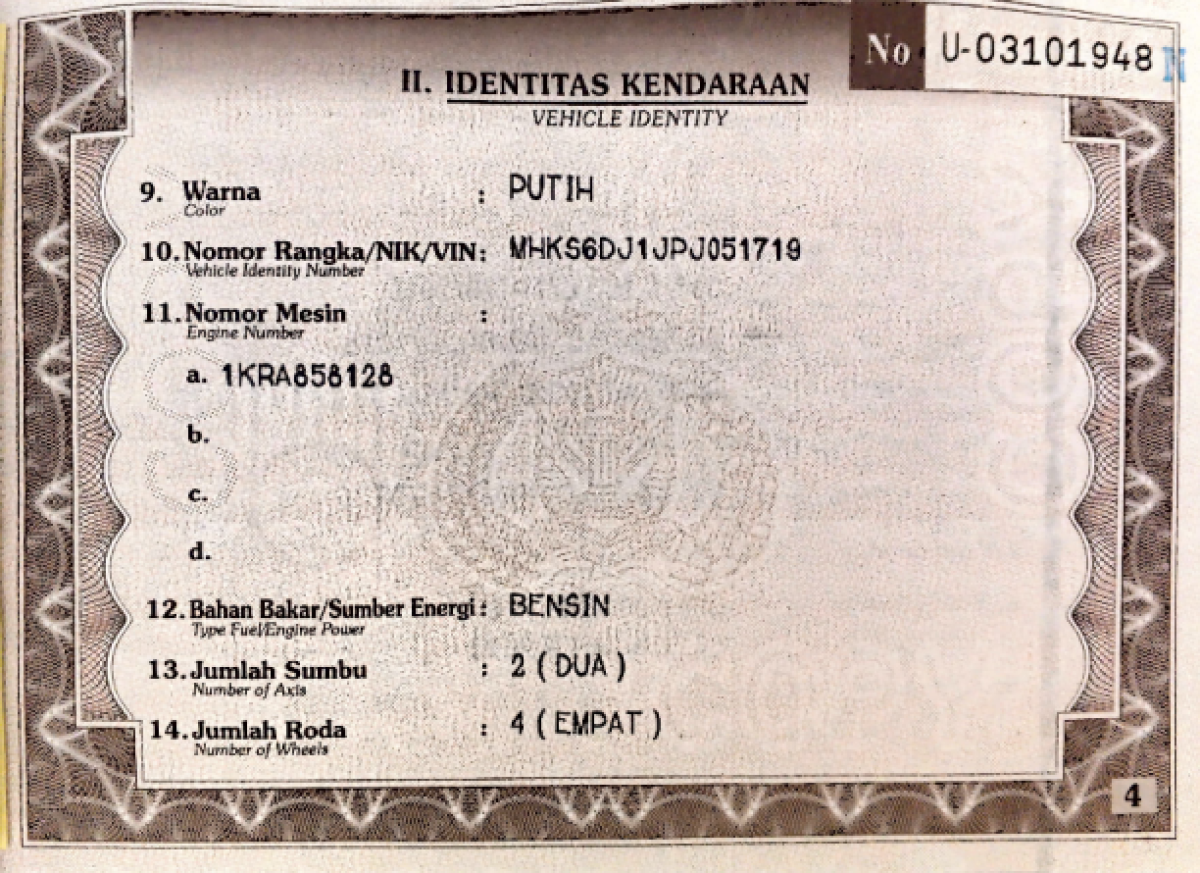 No U-03101948
II. IDENTITAS KENDARAAN
VEHICLE IDENTITY
9. Warna : PUTIH
Color
10. Nomor Rangka/NIK/VIN: MHKS6DJ1JPJ051719
Vehicle Identity Number
11. Nomor Mesin :
Engine Number
a. 1KRA858128
b.
c.
d.
12. Bahan Bakar/Sumber Energi : BENSIN
Type Fuel/Engine Power
13. Jumlah Sumbu : 2 ( DUA )
Number of Axis
14. Jumlah Roda : 4 ( EMPAT )
Number of Wheels
4